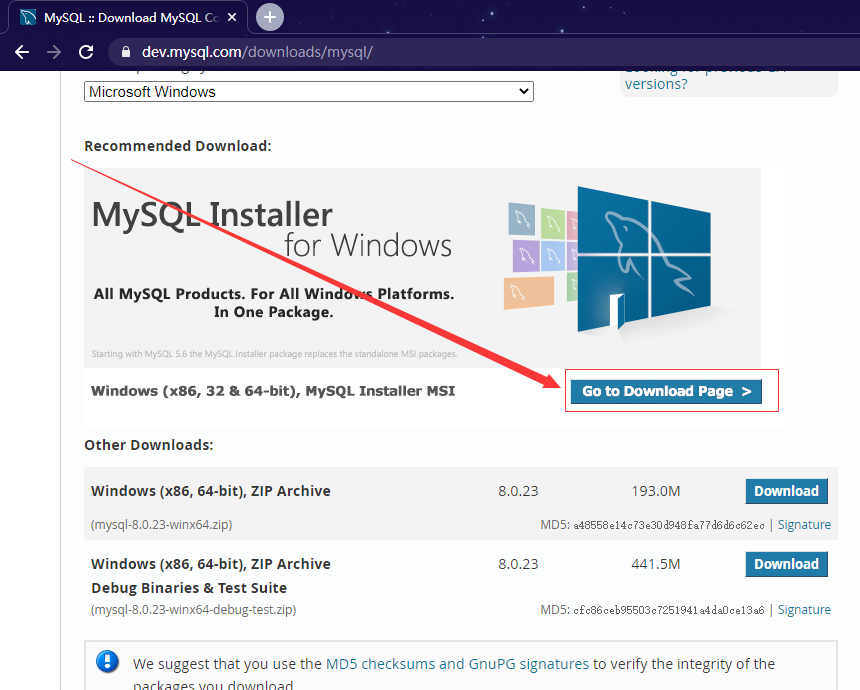 MySQL :: Download MySQL Co
dev.mysql.com/downloads/mysql/
versions?
Microsoft Windows
Recommended Download:
MySQL Installer
for Windows
All MySQL Products. For All Windows Platforms.
In One Package.
Starting with MySQL 5.6 the MySQL Installer package replaces the standalone MSI packages.
Windows (x86, 32 & 64-bit), MySQL Installer MSI
Go to Download Page >
Other Downloads:
Windows (x86, 64-bit), ZIP Archive 8.0.23 193.0M Download
(mysql-8.0.23-winx64.zip) MD5: a48558e14c73e30d948fa77d6d6c62ec | Signature
Windows (x86, 64-bit), ZIP Archive 8.0.23 441.5M Download
Debug Binaries & Test Suite
(mysql-8.0.23-winx64-debug-test.zip) MD5: cfc86ceb95503c7251941a4da0ce13a6 | Signature
We suggest that you use the MD5 checksums and GnuPG signatures to verify the integrity of the
packages you download.